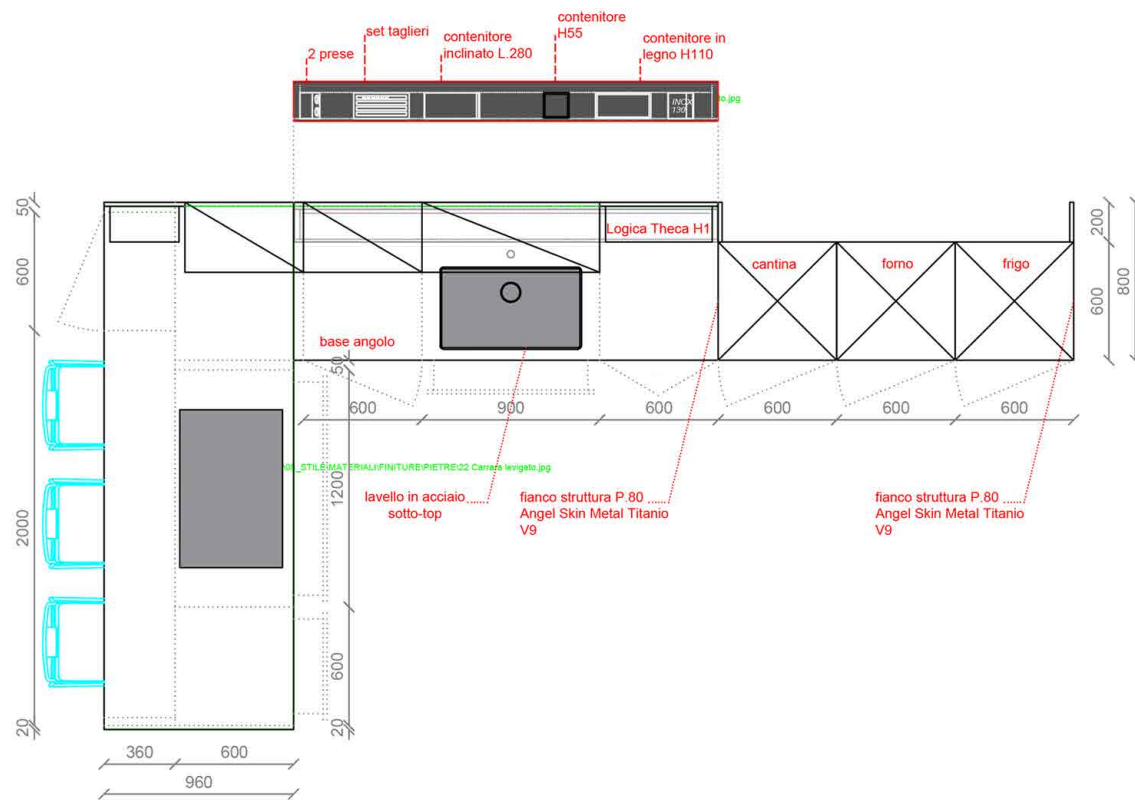 contenitore
H55
set taglieri
contenitore
inclinato L.280
contenitore in
legno H110
2 prese
INOX
130
to.jpg
50
600
2000
20
Logica Theca H1
cantina
forno
frigo
200
600
800
base angolo
50
600
900
600
600
600
600
STILE\MATERIALI\FINITURE\PIETRE\22 Carrara levigato.jpg
1200
600
20
lavello in acciaio
sotto-top
fianco struttura P.80
Angel Skin Metal Titanio
V9
fianco struttura P.80
Angel Skin Metal Titanio
V9
360
600
960